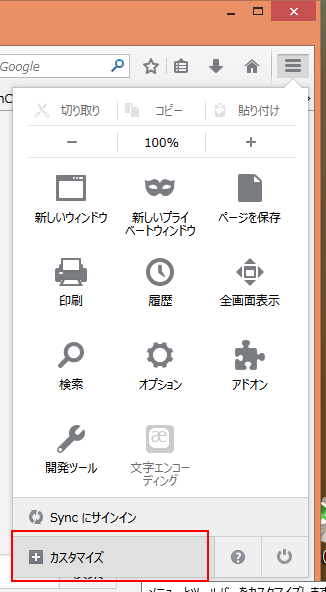 Google
切り取り コピー 貼り付け
− 100% +
新しいウィンドウ 新しいプライ ページを保存
ベートウィンドウ
印刷 履歴 全画面表示
検索 オプション アドオン
開発ツール 文字エンコー
ディング
Sync にサインイン
カスタマイズ